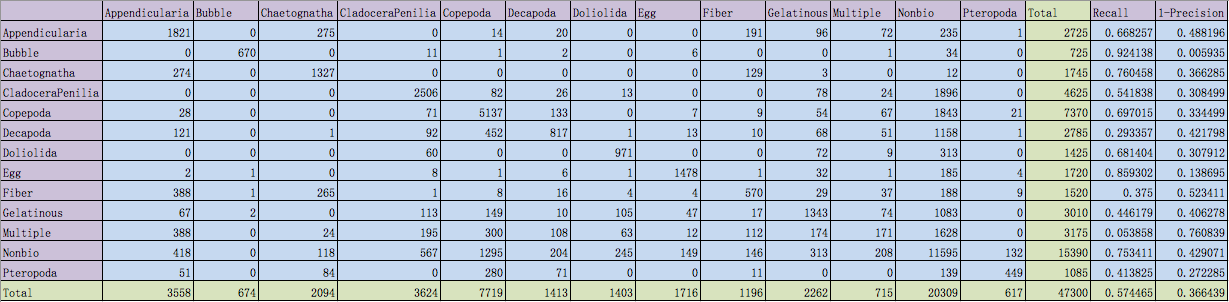 Appendicularia Bubble Chaetognatha CladoceraPenilia Copepoda Decapoda Doliolida Egg Fiber Gelatinous Multiple Nonbio Pteropoda Total Recall 1-Precision
Appendicularia 1821 0 275 0 14 20 0 0 191 96 72 235 1 2725 0.668257 0.488196
Bubble 0 670 0 11 1 2 0 6 0 0 1 34 0 725 0.924138 0.005935
Chaetognatha 274 0 1327 0 0 0 0 0 129 3 0 12 0 1745 0.760458 0.366285
CladoceraPenilia 0 0 0 2506 82 26 13 0 0 78 24 1896 0 4625 0.541838 0.308499
Copepoda 28 0 0 71 5137 133 0 7 9 54 67 1843 21 7370 0.697015 0.334499
Decapoda 121 0 1 92 452 817 1 13 10 68 51 1158 1 2785 0.293357 0.421798
Doliolida 0 0 0 60 0 0 971 0 0 72 9 313 0 1425 0.681404 0.307912
Egg 2 1 0 8 1 6 1 1478 1 32 1 185 4 1720 0.859302 0.138695
Fiber 388 1 265 1 8 16 4 4 570 29 37 188 9 1520 0.375 0.523411
Gelatinous 67 2 0 113 149 10 105 47 17 1343 74 1083 0 3010 0.446179 0.406278
Multiple 388 0 24 195 300 108 63 12 112 174 171 1628 0 3175 0.053858 0.760839
Nonbio 418 0 118 567 1295 204 245 149 146 313 208 11595 132 15390 0.753411 0.429071
Pteropoda 51 0 84 0 280 71 0 0 11 0 0 139 449 1085 0.413825 0.272285
Total 3558 674 2094 3624 7719 1413 1403 1716 1196 2262 715 20309 617 47300 0.574465 0.366439